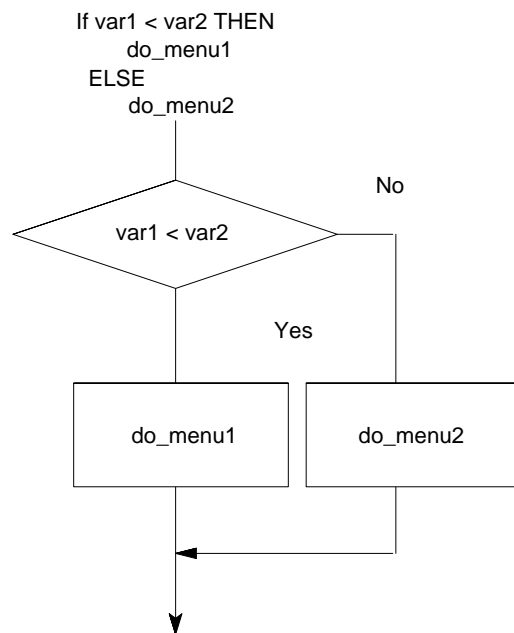 If var1 < var2 THEN
do_menu1
ELSE
do_menu2
No
var1 < var2
Yes
do_menu1
do_menu2